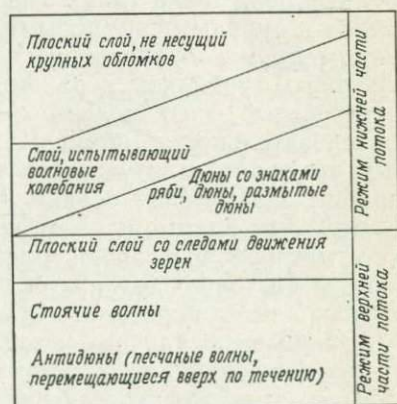 Плоский слой, не несущий
крупных обломков
Слой, испытывающий
волновые
колебания
Дюны со знаками
ряби, дюны, размытые
дюны
Режим нижней части
потока
Плоский слой со следами движения
зерен
Стоячие волны
Антидюны (песчаные волны,
перемещающиеся вверх по течению)
Режим верхней
части потока